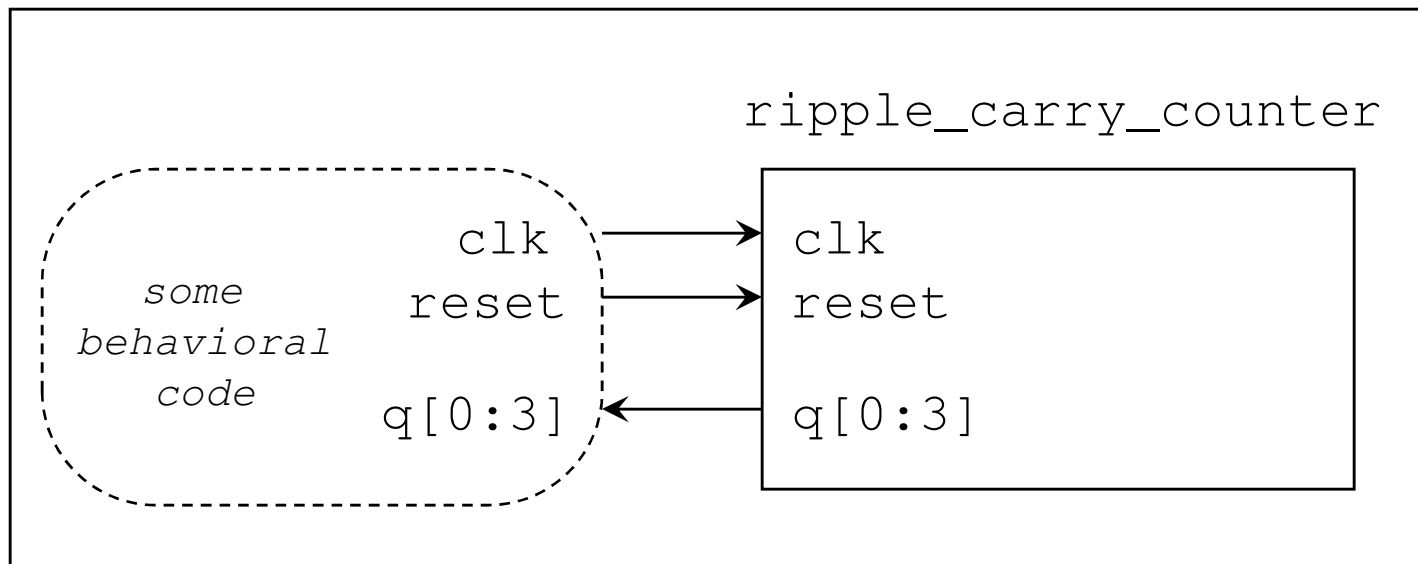 ripple_carry_counter
clk
reset
q[0:3]
some
behavioral
code
clk
reset
q[0:3]